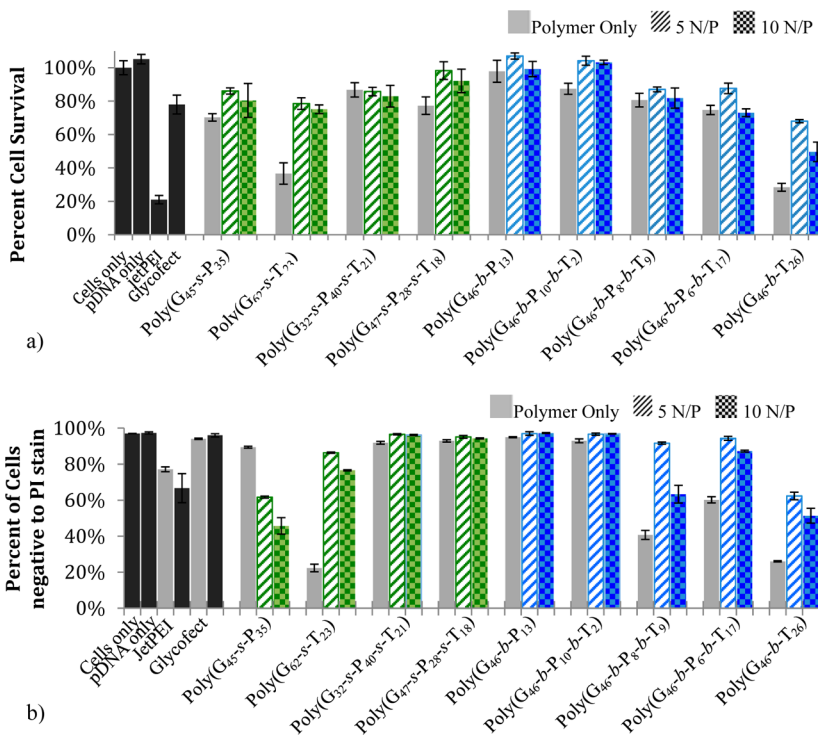 Polymer Only 5 N/P 10 N/P
Percent Cell Survival
100%
80%
60%
40%
20%
0%
Cells only
pDNA only
jetPEI
Glycofect
Poly(G45-s-P35)
Poly(G62-s-T23)
Poly(G32-s-P40-s-T21)
Poly(G47-s-P28-s-T18)
Poly(G46-b-P13)
Poly(G46-b-P10-b-T2)
Poly(G46-b-P8-b-T9)
Poly(G46-b-P6-b-T17)
Poly(G46-b-T26)
a)
Polymer Only 5 N/P 10 N/P
Percent of Cells
negative to PI stain
100%
80%
60%
40%
20%
0%
Cells only
pDNA only
JetPEI
Glycofect
Poly(G45-s-P35)
Poly(G62-s-T23)
Poly(G32-s-P40-s-T21)
Poly(G47-s-P28-s-T18)
Poly(G46-b-P13)
Poly(G46-b-P10-b-T2)
Poly(G46-b-P8-b-T9)
Poly(G46-b-P6-b-T17)
Poly(G46-b-T26)
b)